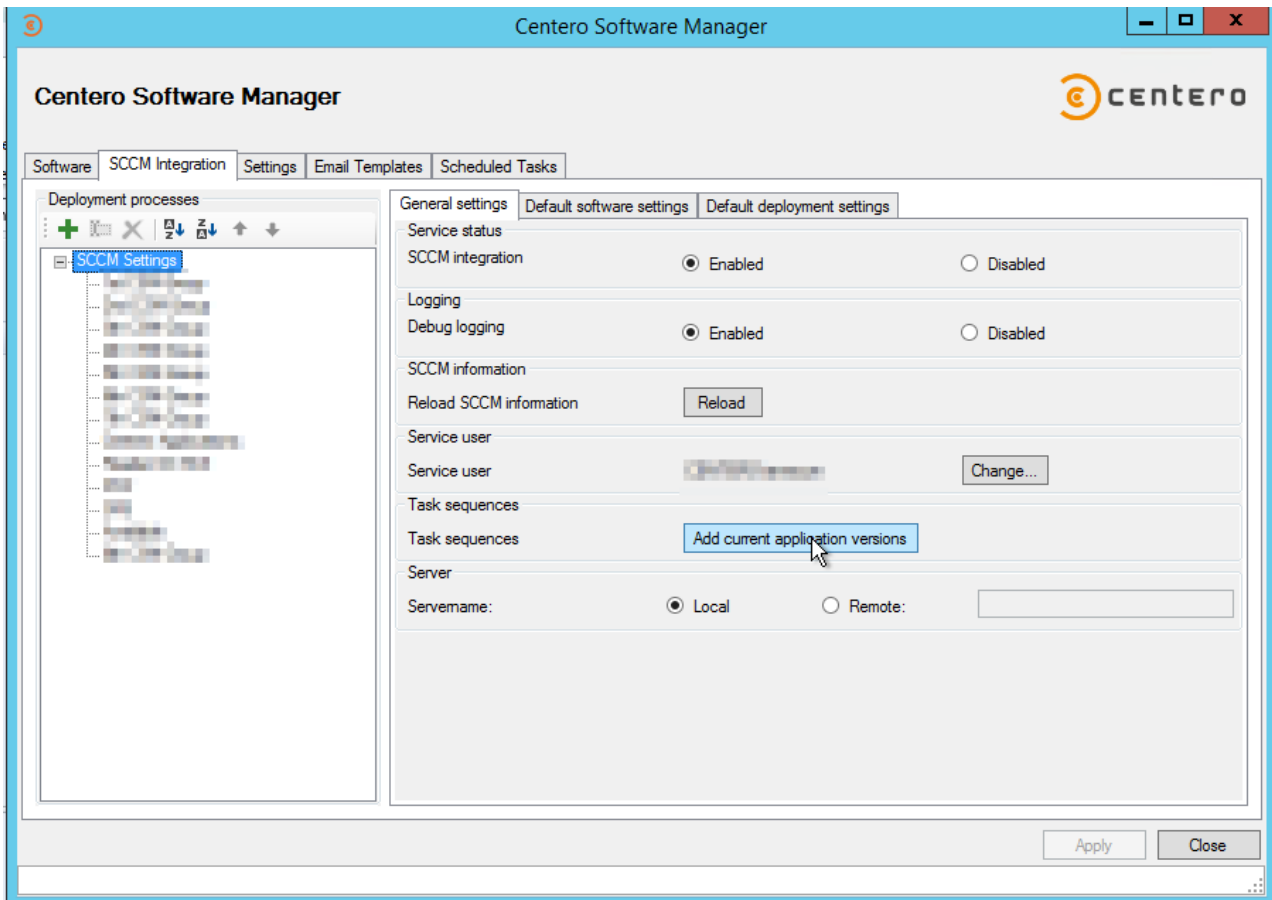 Centero Software Manager
Centero Software Manager
centero
Software SCCM Integration Settings Email Templates Scheduled Tasks
Deployment processes
SCCM Settings
General settings Default software settings Default deployment settings
Service status
SCCM integration Enabled Disabled
Logging
Debug logging Enabled Disabled
SCCM information
Reload SCCM information Reload
Service user
Service user Change...
Task sequences
Task sequences Add current application versions
Server
Servername: Local Remote:
Apply Close